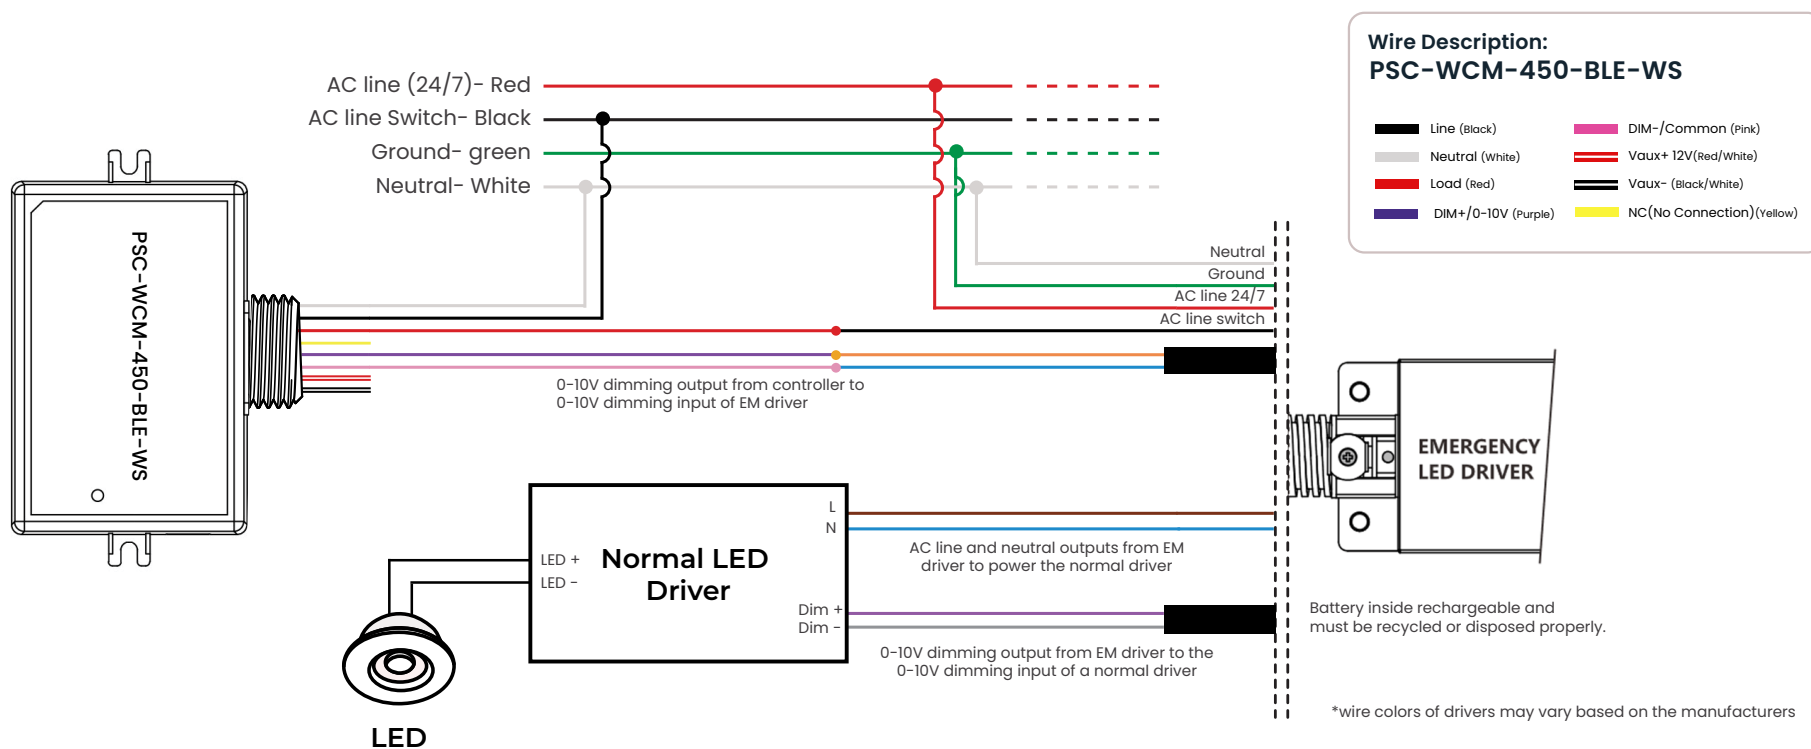 Wire Description:
PSC-WCM-450-BLE-WS
Line (Black)
Neutral (White)
Load (Red)
DIM+/0-10V (Purple)
DIM-/Common (Pink)
Vaux+ 12V(Red/White)
Vaux- (Black/White)
NC(No Connection)(Yellow)
AC line (24/7)- Red
AC line Switch- Black
Ground- green
Neutral- White
PSC-WCM-450-BLE-WS
Neutral
Ground
AC line 24/7
AC line switch
0-10V dimming output from controller to
0-10V dimming input of EM driver
EMERGENCY
LED DRIVER
L
N
LED +
LED -
Normal LED
Driver
Dim +
Dim -
AC line and neutral outputs from EM
driver to power the normal driver
0-10V dimming output from EM driver to the
0-10V dimming input of a normal driver
Battery inside rechargeable and
must be recycled or disposed properly.
LED
*wire colors of drivers may vary based on the manufacturers